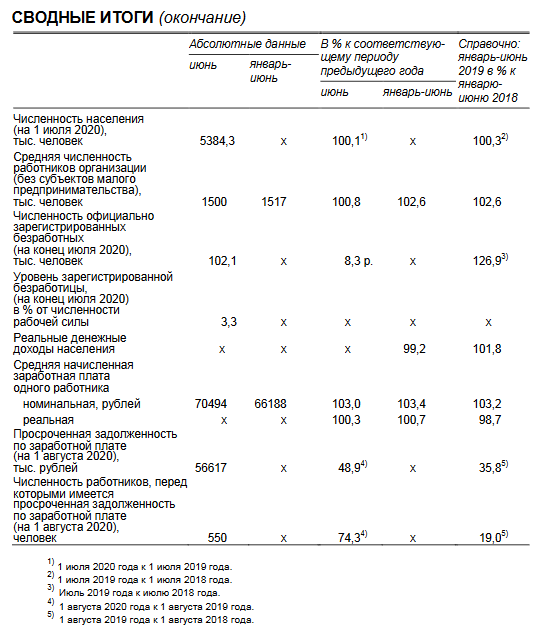 СВОДНЫЕ ИТОГИ (окончание)
Абсолютные данные
В % к соответствую-
щему периоду
предыдущего года
Справочно:
январь-июнь
2019 в % к
январю-
июню 2018
июнь
январь-
июнь
июнь
январь-июнь
Численность населения
(на 1 июля 2020),
тыс. человек 5384,3 x 100,1 1) x 100,3 2)
Средняя численность
работников организации
(без субъектов малого
предпринимательства),
тыс. человек 1500 1517 100,8 102,6 102,6
Численность официально
зарегистрированных
безработных
(на конец июля 2020),
тыс. человек 102,1 x 8,3 р. x 126,9 3)
Уровень зарегистрированной
безработицы,
(на конец июля 2020)
в % от численности
рабочей силы 3,3 x x x x
Реальные денежные
доходы населения x x x 99,2 101,8
Средняя начисленная
заработная плата
одного работника
номинальная, рублей 70494 66188 103,0 103,4 103,2
реальная x x 100,3 100,7 98,7
Просроченная задолженность
по заработной плате
(на 1 августа 2020),
тыс. рублей 56617 x 48,9 4) x 35,8 5)
Численность работников, перед
которыми имеется
просроченная задолженность
по заработной плате
(на 1 августа 2020),
человек 550 x 74,3 4) x 19,0 5)
1) 1 июля 2020 года к 1 июля 2019 года.
2) 1 июля 2019 года к 1 июля 2018 года.
3) Июль 2019 года к июлю 2018 года.
4) 1 августа 2020 года к 1 августа 2019 года.
5) 1 августа 2019 года к 1 августа 2018 года.